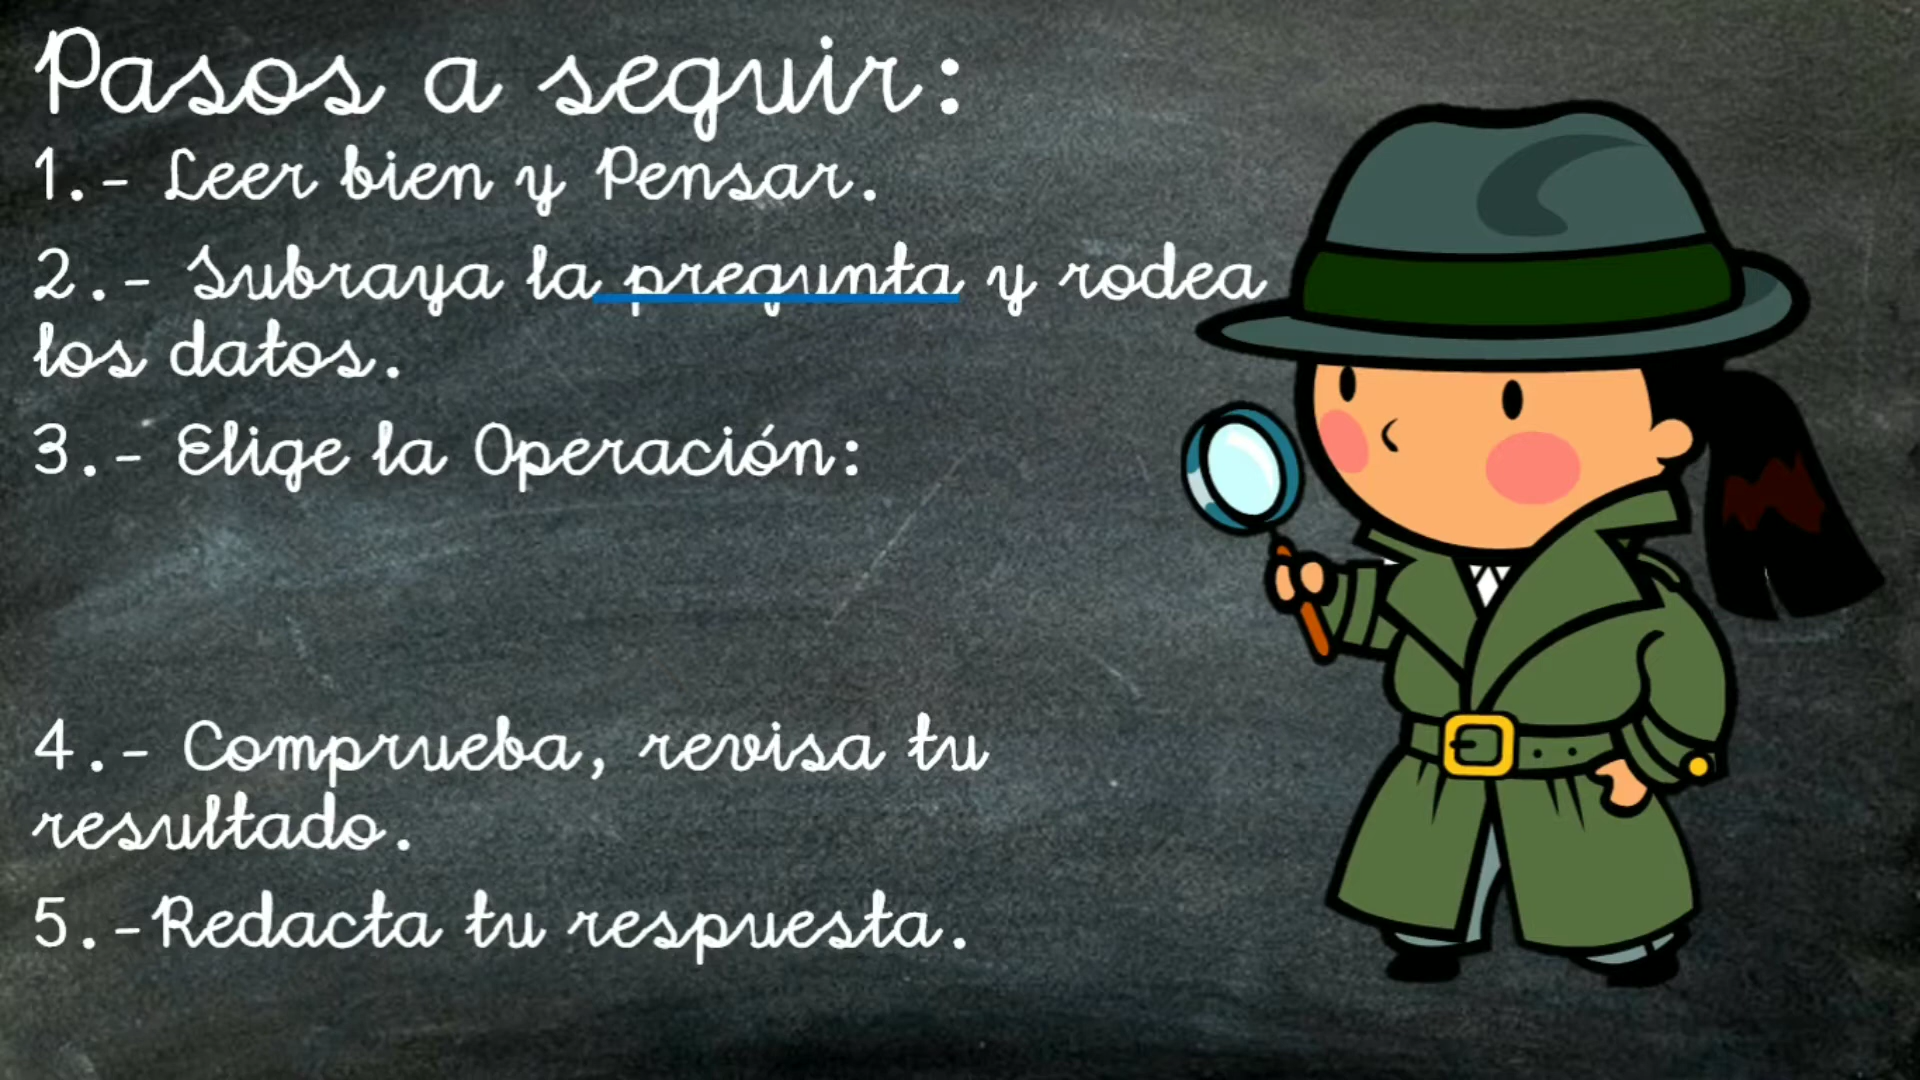 Pasos a seguir:
1.- Leer bien y Pensar.
2.- Subraya la pregunta y rodea
los datos.
3.- Elige la Operación:
4.- Comprueba, revisa tu
resultado.
5.-Redacta tu respuesta.